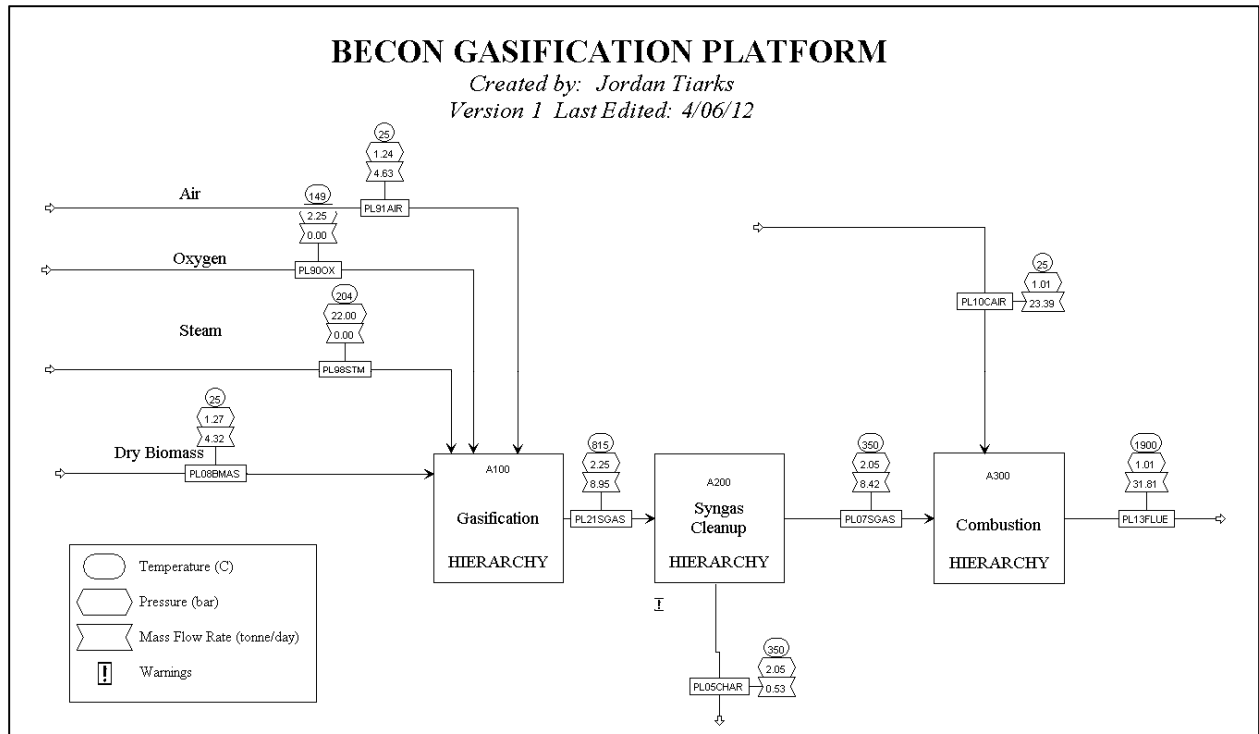 BECON GASIFICATION PLATFORM
Created by: Jordan Tiarks
Version 1 Last Edited: 4/06/12
25
1.24
4.63
Air
PL91AIR
149
2.25
0.00
Oxygen
PL90OX
204
22.00
0.00
Steam
PL98STM
25
1.27
4.32
Dry Biomass
PL08BMAS
25
1.01
23.39
PL10CAIR
A100
Gasification
HIERARCHY
815
2.25
8.95
PL21SGAS
A200
Syngas
Cleanup
HIERARCHY
!
350
2.05
8.42
PL07SGAS
A300
Combustion
HIERARCHY
1900
1.01
31.81
PL13FLUE
350
2.05
0.53
PL05CHAR
Temperature (C)
Pressure (bar)
Mass Flow Rate (tonne/day)
! Warnings